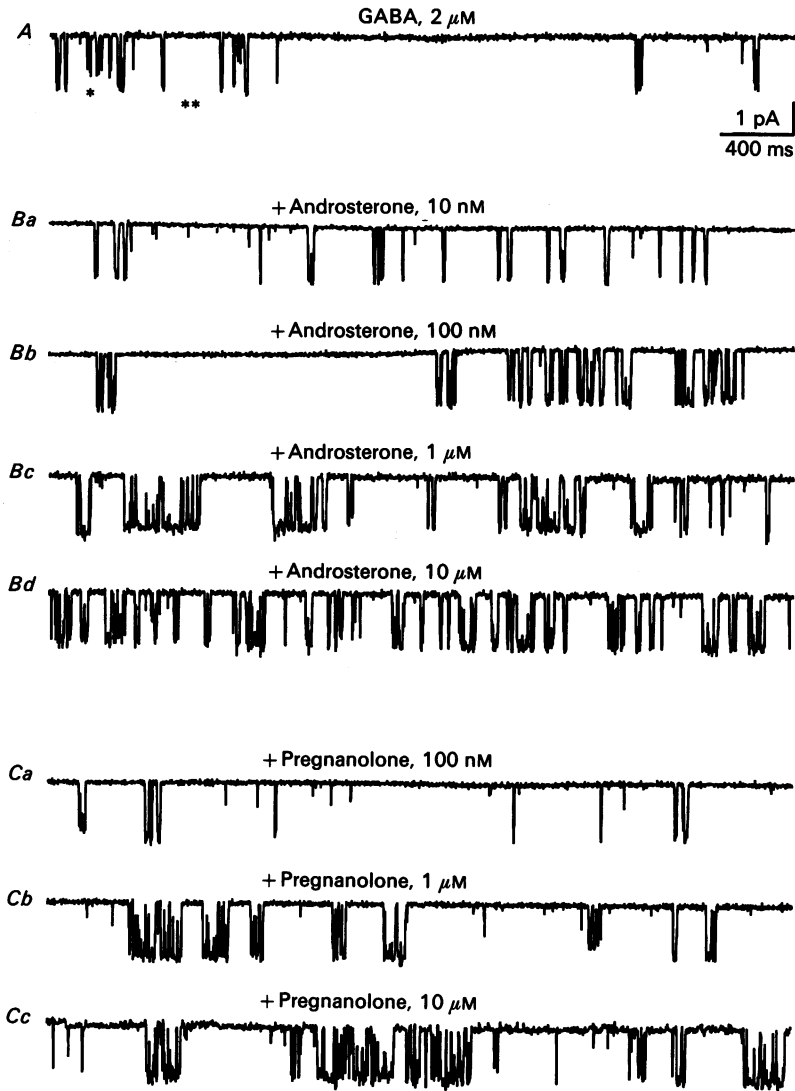 A
GABA, 2 μM
*
**
1 pA
400 ms
Ba
+ Androsterone, 10 nM
Bb
+ Androsterone, 100 nM
Bc
+ Androsterone, 1 μM
Bd
+ Androsterone, 10 μM
Ca
+ Pregnanolone, 100 nM
Cb
+ Pregnanolone, 1 μM
Cc
+ Pregnanolone, 10 μM